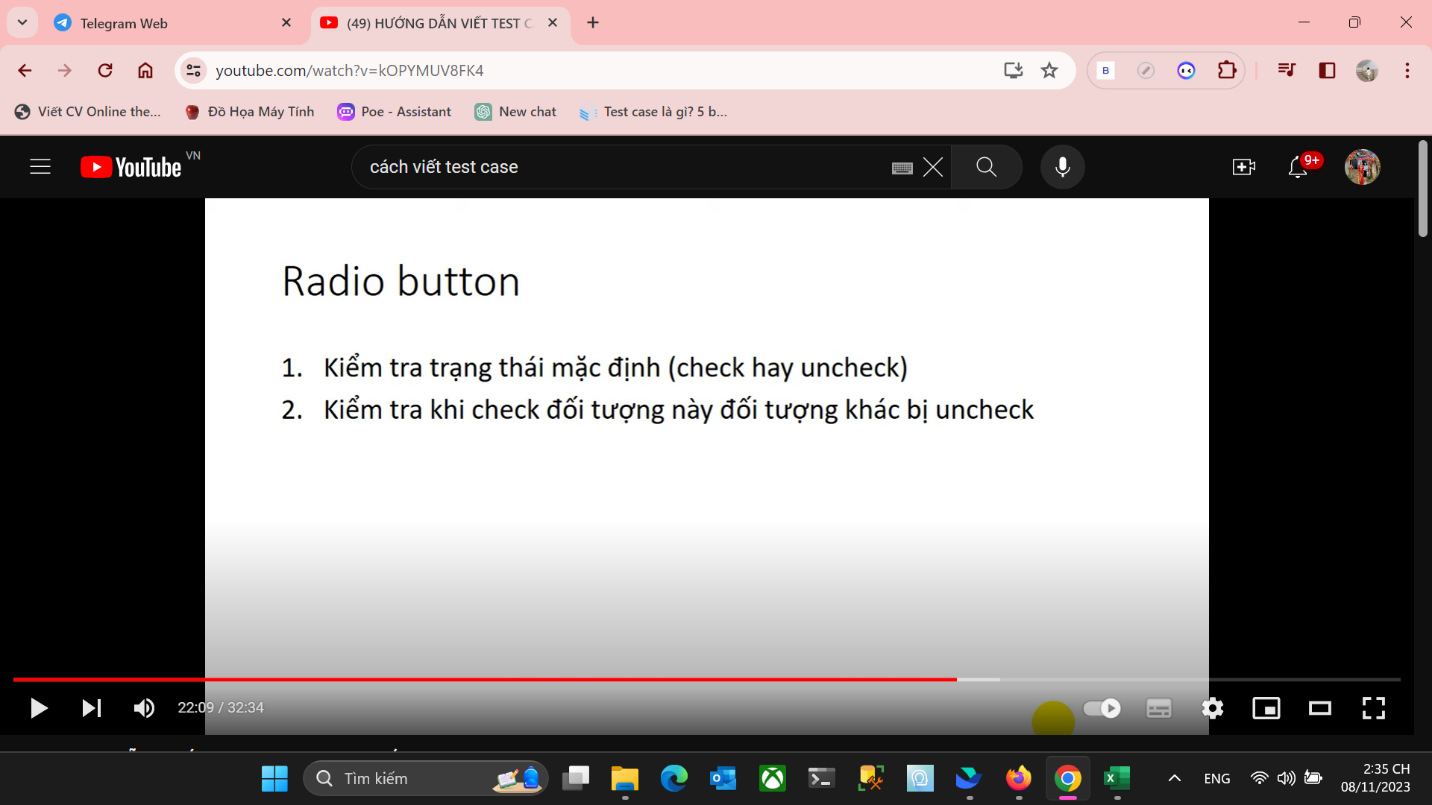 Telegram Web
(49) HƯỚNG DẪN VIẾT TEST C
youtube.com/watch?v=kOPYMUV8FK4
B
Viết CV Online the...
Đồ Họa Máy Tính
Poe - Assistant
New chat
Test case là gì? 5 b...
YouTube VN
cách viết test case
9+
Radio button
1. Kiểm tra trạng thái mặc định (check hay uncheck)
2. Kiểm tra khi check đối tượng này đối tượng khác bị uncheck
22:09 / 32:34
Tìm kiếm
ENG
2:35 CH
08/11/2023